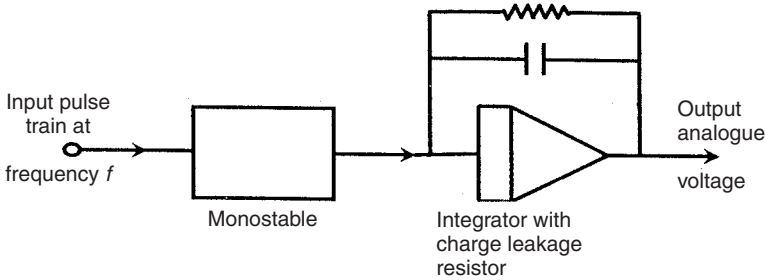 Input pulse
train at
frequency f
Monostable
Integrator with
charge leakage
resistor
Output
analogue
voltage